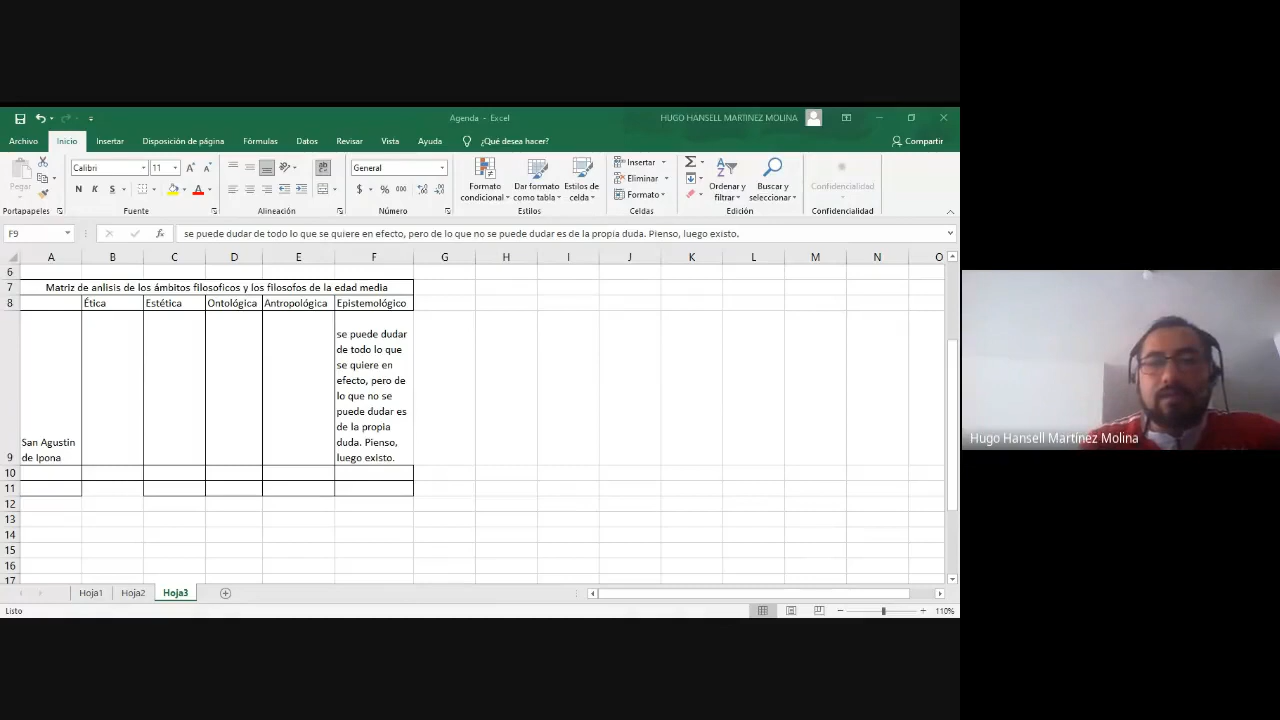 Agenda - Excel
HUGO HANSELL MARTINEZ MOLINA
Archivo Inicio Insertar Disposición de página Fórmulas Datos Revisar Vista Ayuda ¿Qué desea hacer? Compartir
Pegar
Calibri 11
N K S
General
$ % 000
Formato condicional
Dar formato como tabla
Estilos de celda
Insertar
Eliminar
Formato
Ordenar y filtrar
Buscar y seleccionar
Confidencialidad
Portapapeles Fuente Alineación Número Estilos Celdas Edición Confidencialidad
F9 fx se puede dudar de todo lo que se quiere en efecto, pero de lo que no se puede dudar es de la propia duda. Pienso, luego existo.
A B C D E F G H I J K L M N O
6
7 Matriz de anlisis de los ámbitos filosoficos y los filosofos de la edad media
8 Ética Estética Ontológica Antropológica Epistemológico
se puede dudar
de todo lo que
se quiere en
efecto, pero de
lo que no se
puede dudar es
de la propia
San Agustin duda. Pienso,
9 de Ipona luego existo.
10
11
12
13
14
15
16
17
Hoja1 Hoja2 Hoja3
Listo 110%
Hugo Hansell Martínez Molina